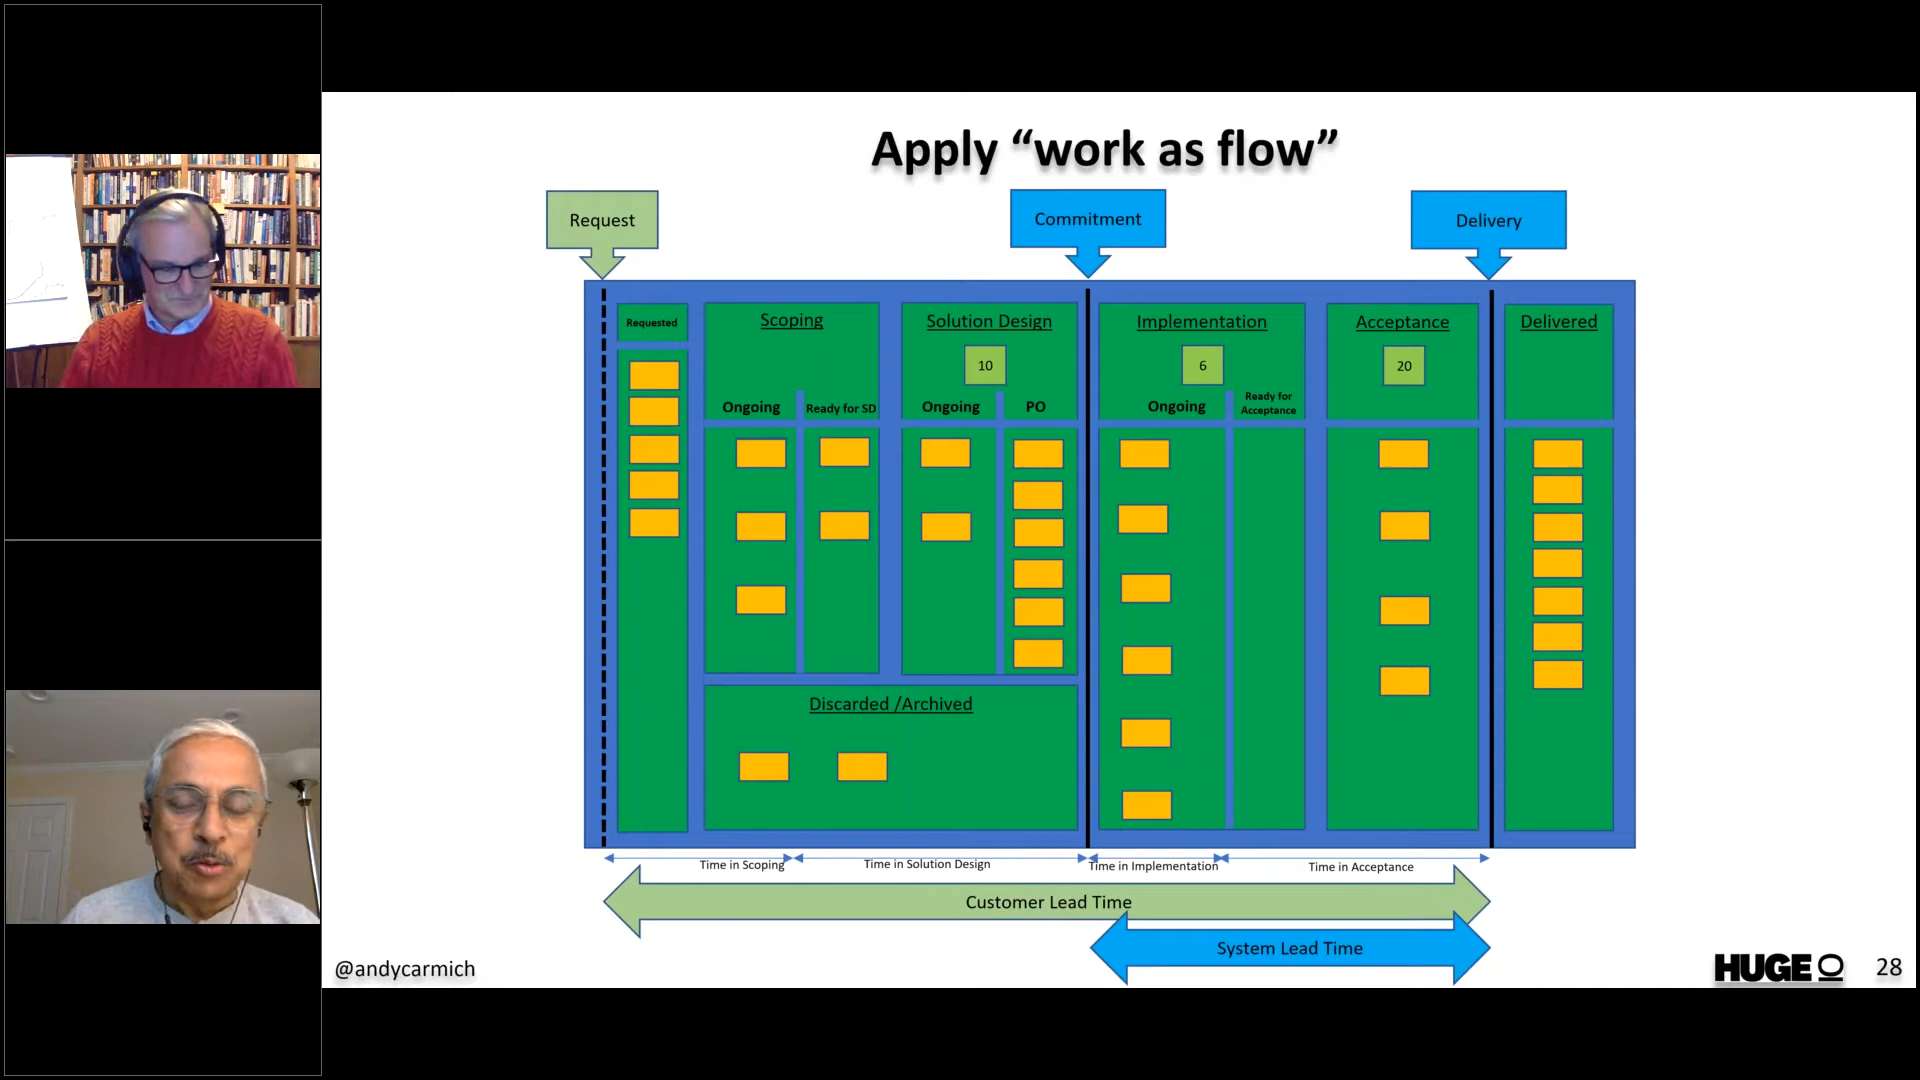 Apply “work as flow”
Request
Commitment
Delivery
Requested
Scoping
Solution Design
Implementation
Acceptance
Delivered
10
6
20
Ongoing
Ready for SD
Ongoing
PO
Ongoing
Ready for
Acceptance
Discarded /Archived
Time in Scoping
Time in Solution Design
Time in Implementation
Time in Acceptance
Customer Lead Time
System Lead Time
@andycarmich
HUGE IO
28